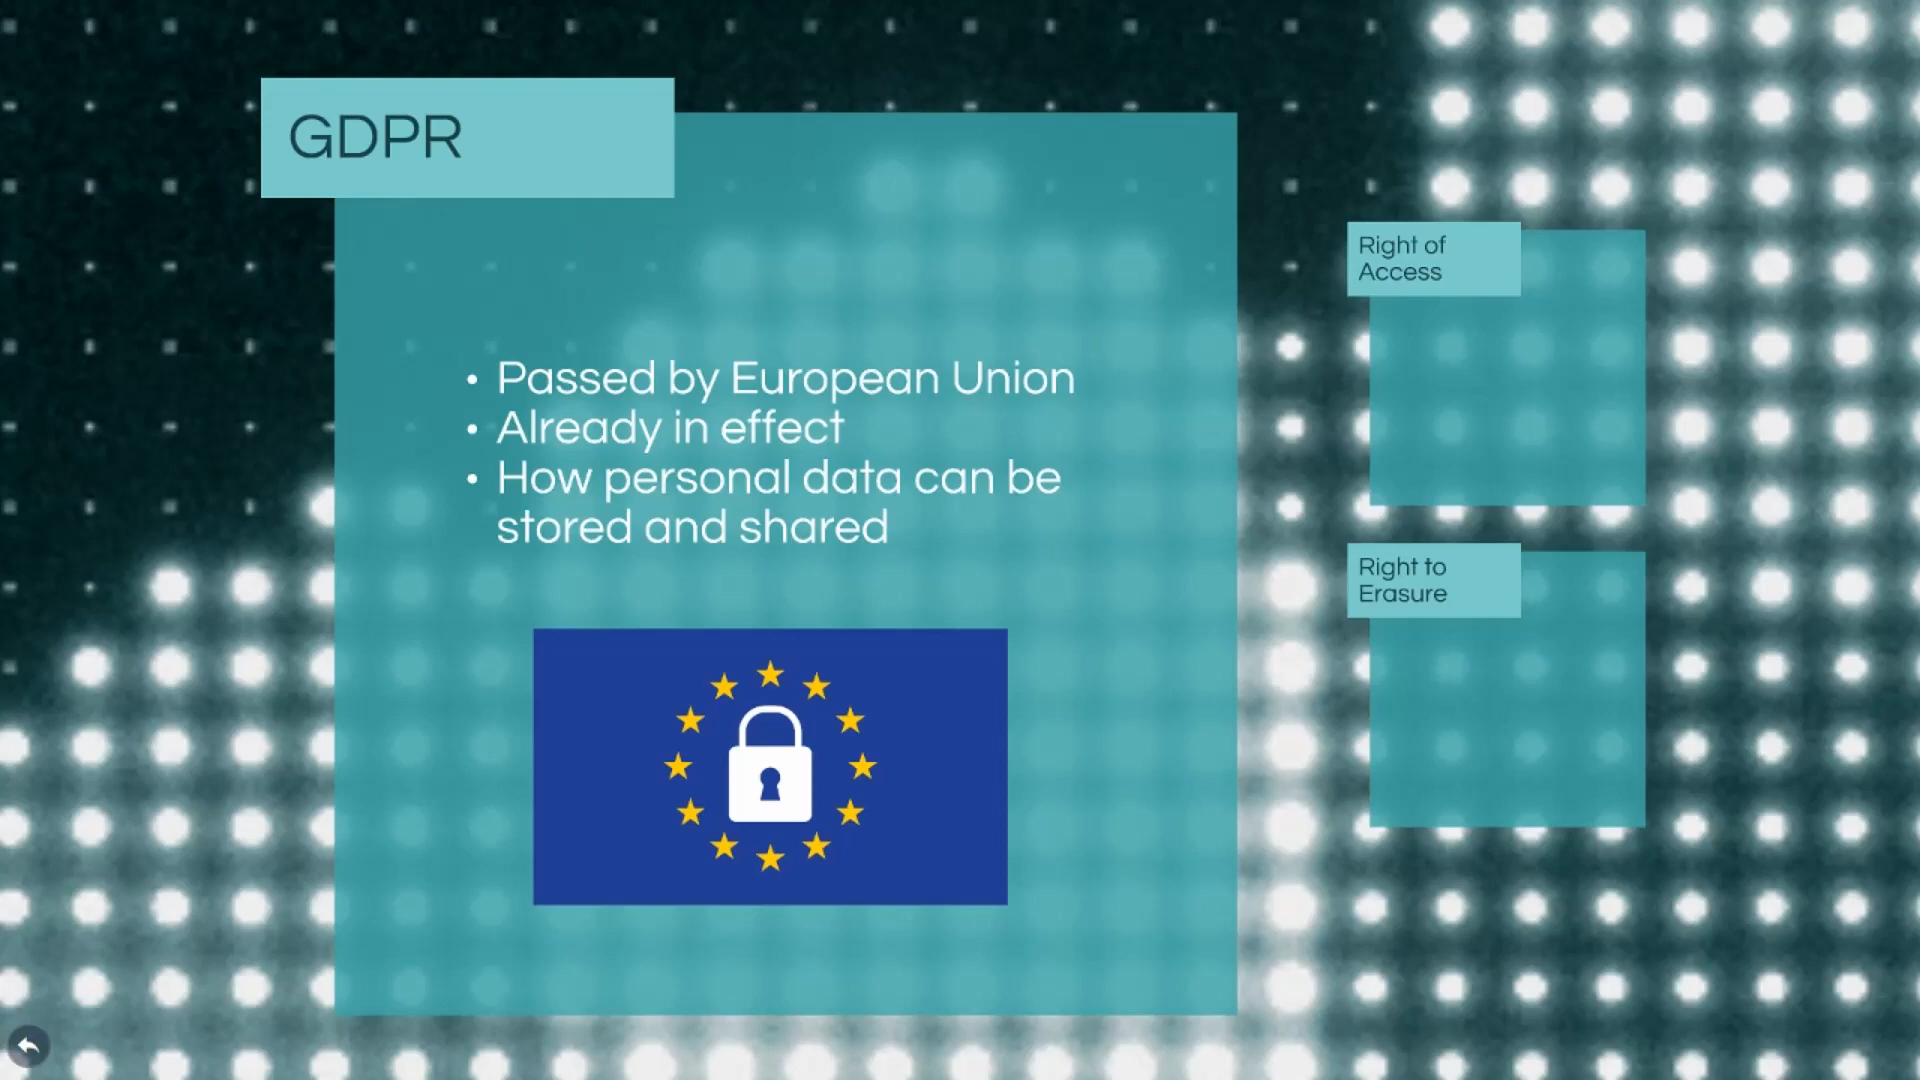 GDPR
• Passed by European Union
• Already in effect
• How personal data can be
stored and shared
Right of
Access
Right to
Erasure